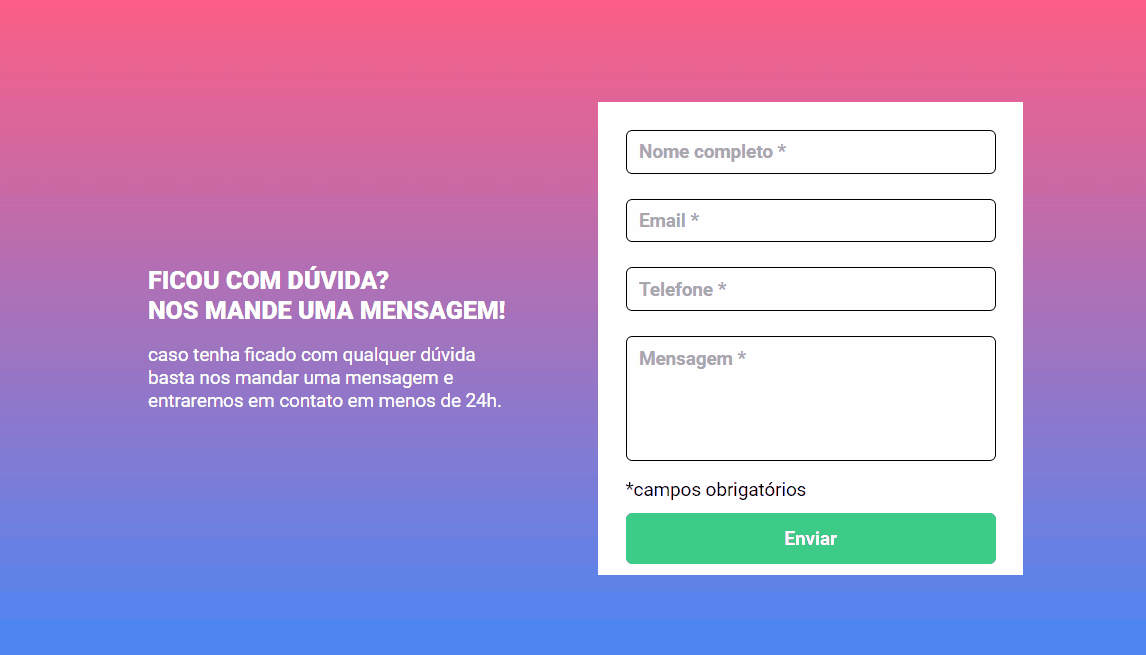 FICOU COM DÚVIDA?
NOS MANDE UMA MENSAGEM!
caso tenha ficado com qualquer dúvida
basta nos mandar uma mensagem e
entraremos em contato em menos de 24h.
Nome completo *
Email *
Telefone *
Mensagem *
*campos obrigatórios
Enviar